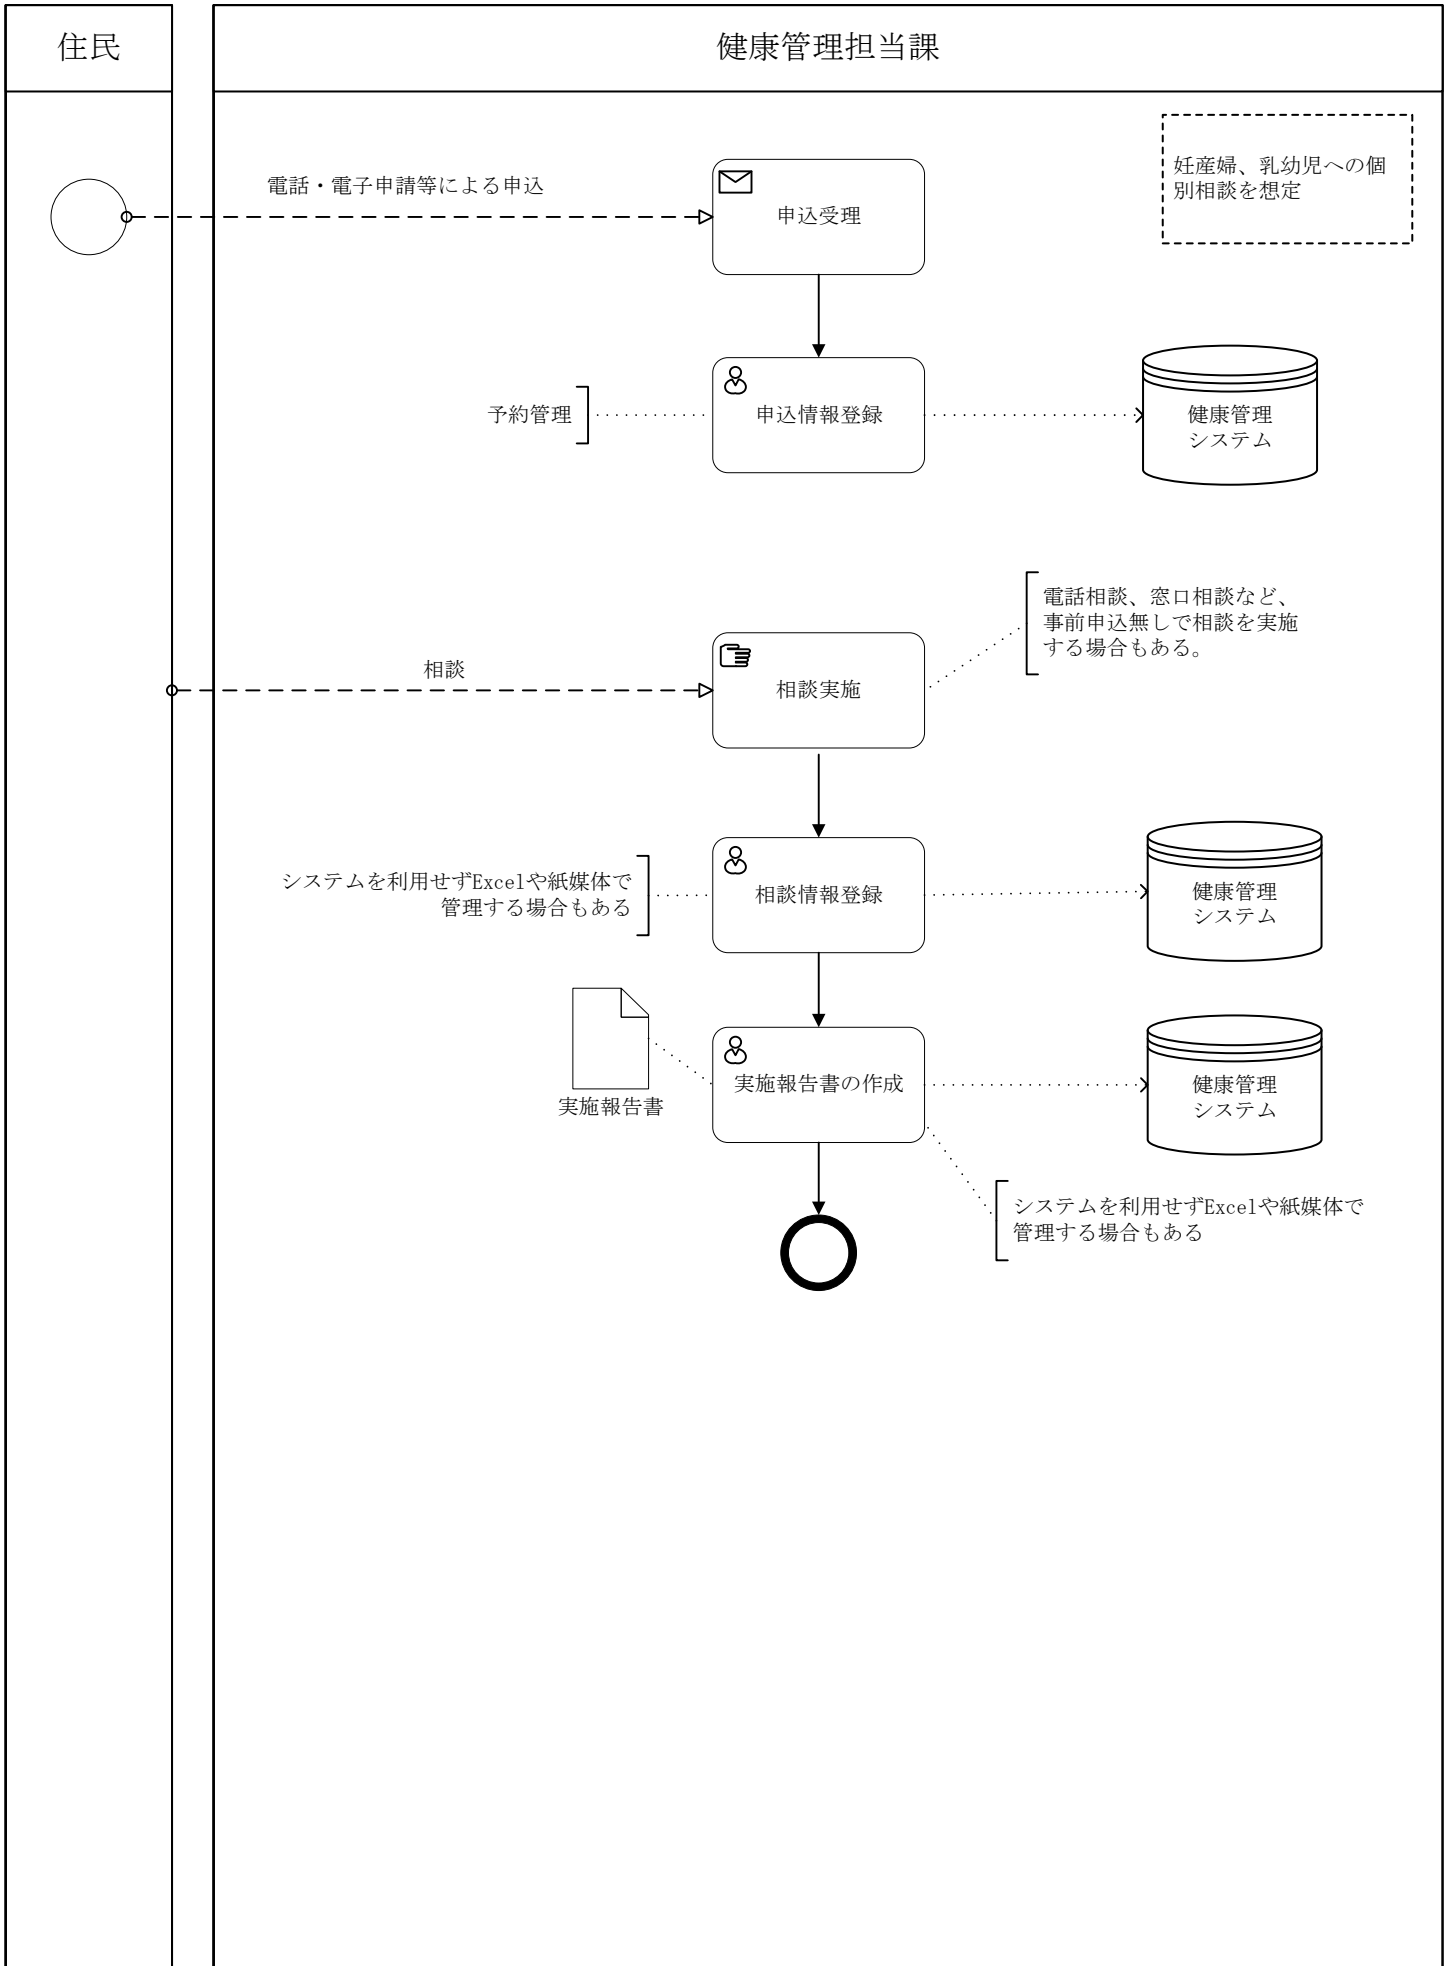 住民
健康管理担当課
妊産婦、乳幼児への個
別相談を想定
電話・電子申請等による申込
申込受理
予約管理
申込情報登録
健康管理
システム
電話相談、窓口相談など、
事前申込無しで相談を実施
する場合もある。
相談
相談実施
システムを利用せずExcelや紙媒体で
管理する場合もある
相談情報登録
健康管理
システム
実施報告書
実施報告書の作成
健康管理
システム
システムを利用せずExcelや紙媒体で
管理する場合もある